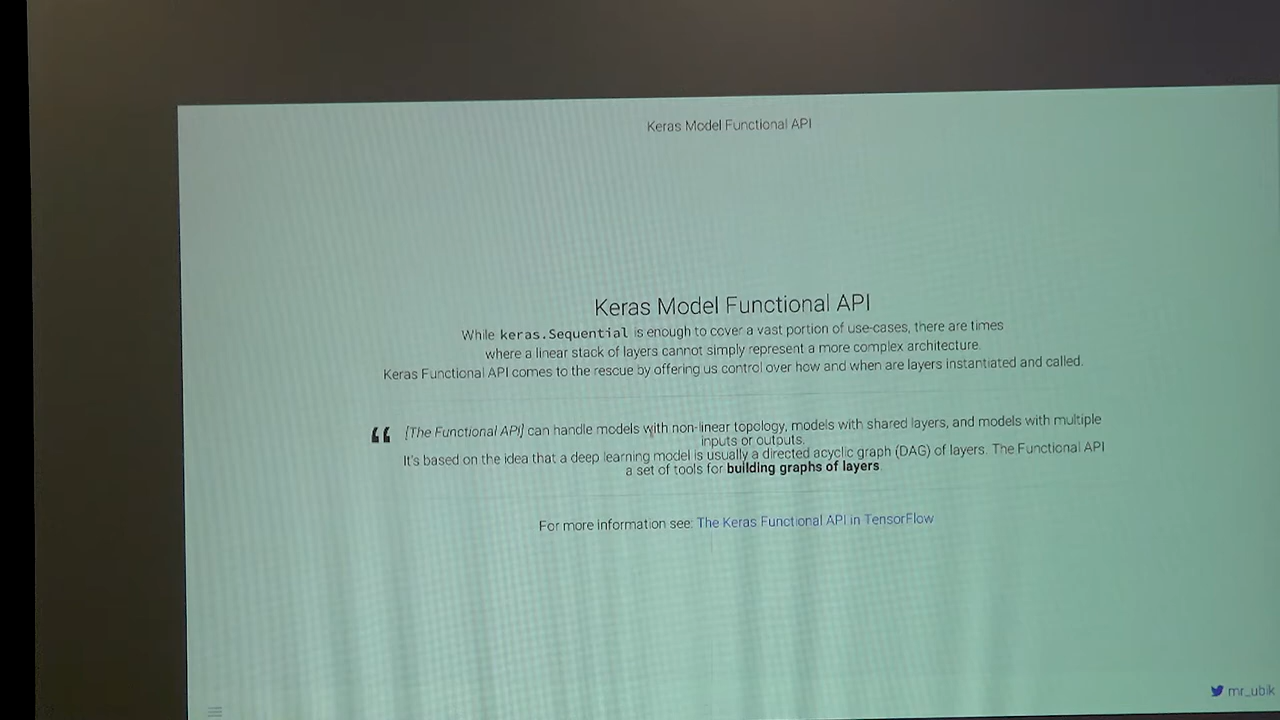 Keras Model Functional API
Keras Model Functional API
While keras.Sequential is enough to cover a vast portion of use-cases, there are times
where a linear stack of layers cannot simply represent a more complex architecture.
Keras Functional API comes to the rescue by offering us control over how and when are layers instantiated and called.
“ [The Functional API] can handle models with non-linear topology, models with shared layers, and models with multiple
inputs or outputs.
It's based on the idea that a deep learning model is usually a directed acyclic graph (DAG) of layers. The Functional API
a set of tools for building graphs of layers
For more information see: The Keras Functional API in TensorFlow
mr_ubik